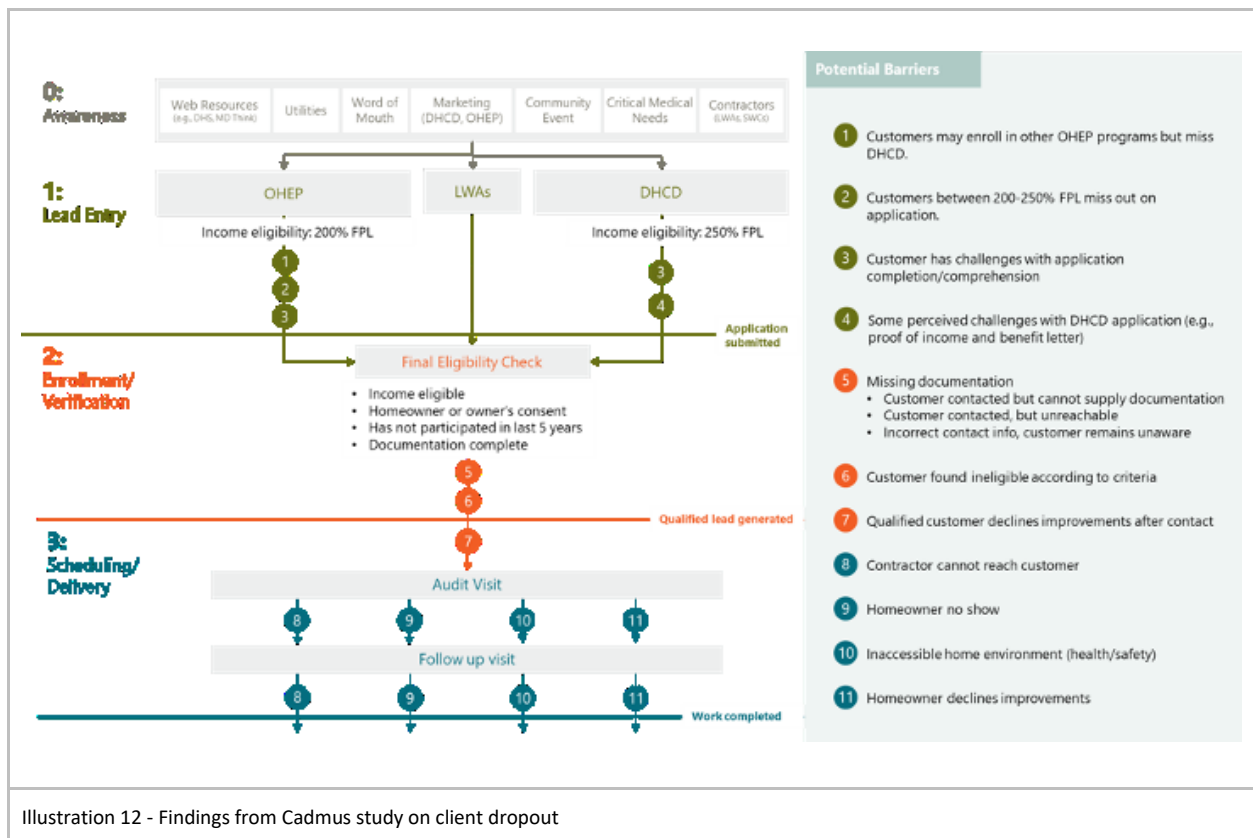 0:
Awareness
Web Resources
(e.g., DHS, MD Think)
Utilities
Word of
Mouth
Marketing
(DHCD, OHEP)
Community
Event
Critical Medical
Needs
Contractors
(LWAs, SWCs)
1:
Lead Entry
OHEP
LWAs
DHCD
Income eligibility: 200% FPL
Income eligibility: 250% FPL
1
2
3
3
4
Application
submitted
2:
Enrollment/
Verification
Final Eligibility Check
• Income eligible
• Homeowner or owner's consent
• Has not participated in last 5 years
• Documentation complete
5
6
Qualified lead generated
7
3:
Scheduling/
Delivery
Audit Visit
8 9 10 11
Follow up visit
8 9 10 11
Work completed
Potential Barriers
1 Customers may enroll in other OHEP programs but miss
DHCD.
2 Customers between 200-250% FPL miss out on
application.
3 Customer has challenges with application
completion/comprehension
4 Some perceived challenges with DHCD application (e.g.,
proof of income and benefit letter)
5 Missing documentation
• Customer contacted but cannot supply documentation
• Customer contacted, but unreachable
• Incorrect contact info, customer remains unaware
6 Customer found ineligible according to criteria
7 Qualified customer declines improvements after contact
8 Contractor cannot reach customer
9 Homeowner no show
10 Inaccessible home environment (health/safety)
11 Homeowner declines improvements
Illustration 12 - Findings from Cadmus study on client dropout